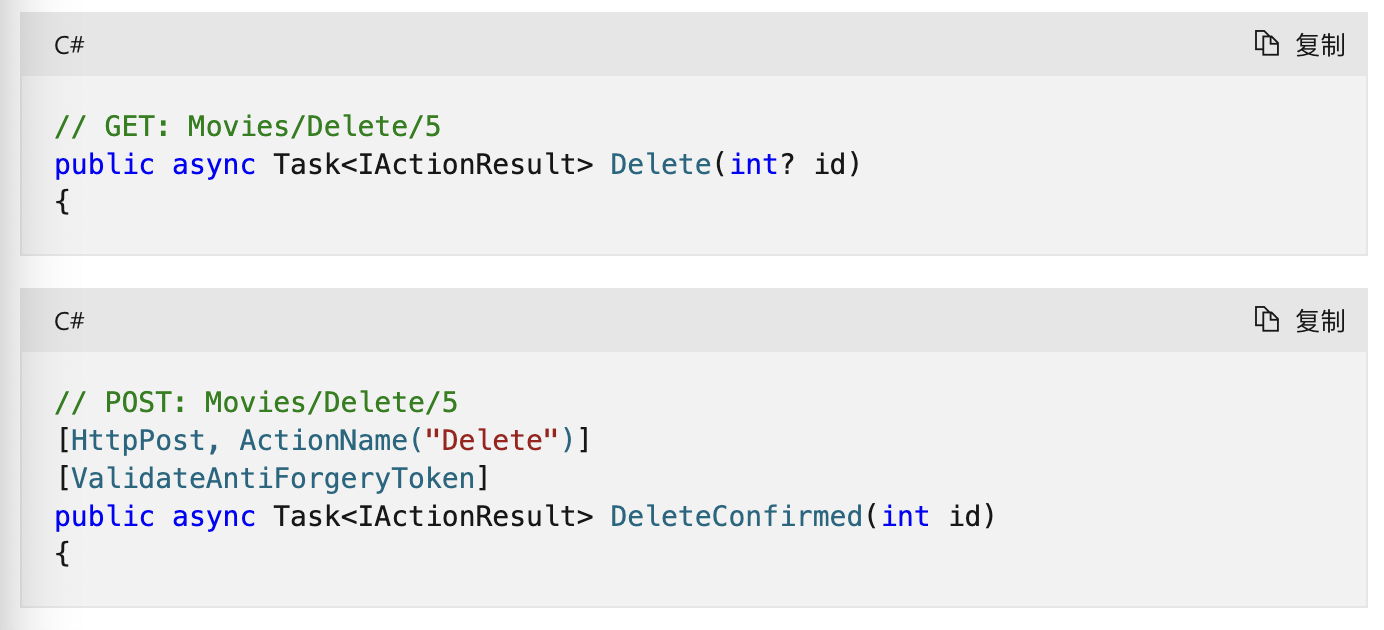 C#
复制
// GET: Movies/Delete/5
public async Task<IActionResult> Delete(int? id)
{
C#
复制
// POST: Movies/Delete/5
[HttpPost, ActionName("Delete")]
[ValidateAntiForgeryToken]
public async Task<IActionResult> DeleteConfirmed(int id)
{